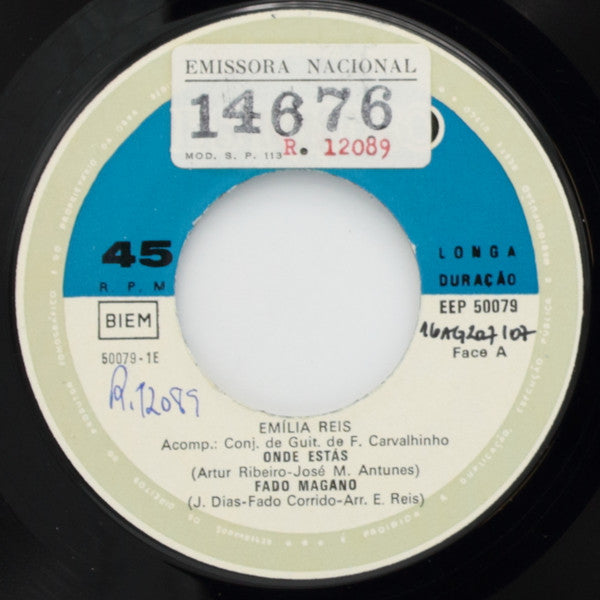 EMISSORA NACIONAL
14676
MOD. S. P. 113 R. 12089
45
R P M
LONGA
DURAÇÃO
BIEM
EEP 50079
50079-1E
Face A
R. 12089
EMÍLIA REIS
Acomp.: Conj. de Guit. de F. Carvalhinho
ONDE ESTÁS
(Artur Ribeiro-José M. Antunes)
FADO MAGANO
(J. Dias-Fado Corrido-Arr. E. Reis)